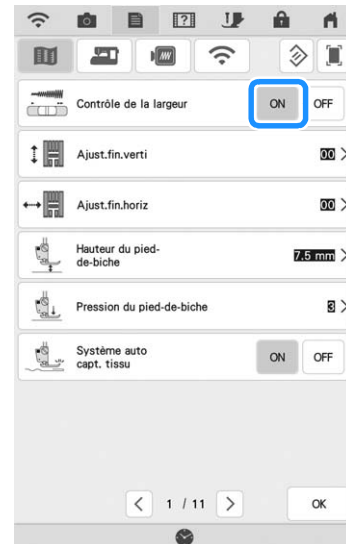 Contrôle de la largeur ON OFF
Ajust.fin.verti 00
Ajust.fin.horiz 00
Hauteur du pied-
de-biche 7.5 mm
Pression du pied-de-biche 3
Système auto
capt. tissu ON OFF
1 / 11 OK